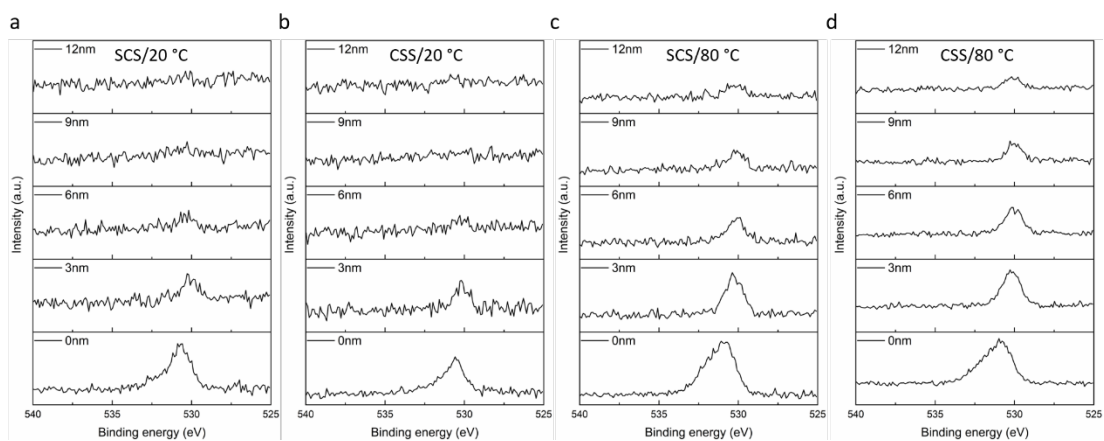 a
SCS/20 °C
12nm
9nm
6nm
3nm
0nm
Intensity (a.u.)
540 535 530 525
Binding energy (eV)
b
CSS/20 °C
12nm
9nm
6nm
3nm
0nm
Intensity (a.u.)
540 535 530 525
Binding energy (eV)
c
SCS/80 °C
12nm
9nm
6nm
3nm
0nm
Intensity (a.u.)
540 535 530 525
Binding energy (eV)
d
CSS/80 °C
12nm
9nm
6nm
3nm
0nm
Intensity (a.u.)
540 535 530 525
Binding energy (eV)